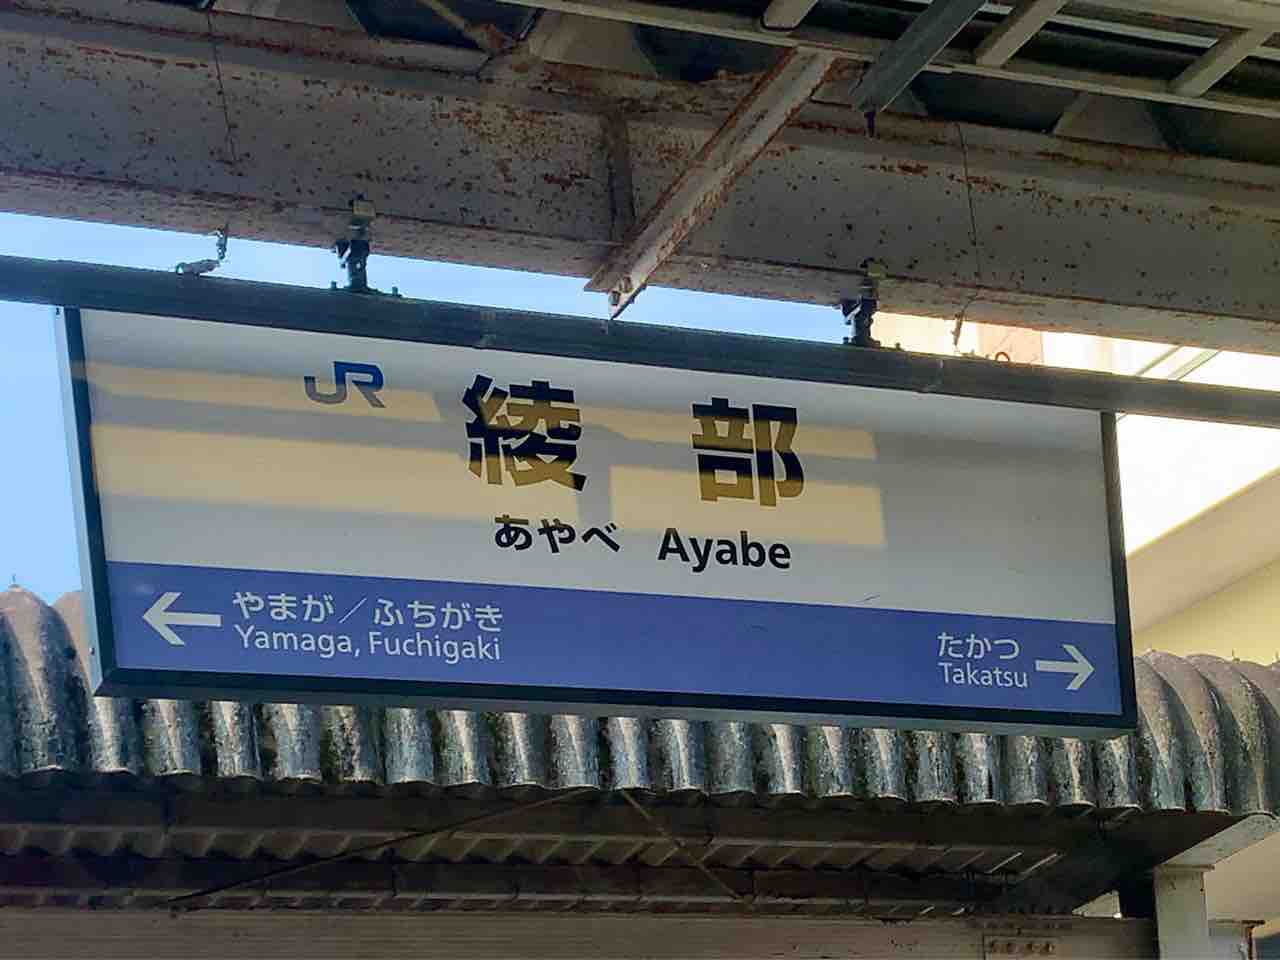 JR
綾部
あやべ Ayabe
← やまが／ふちがき
Yamaga, Fuchigaki
たかつ →
Takatsu